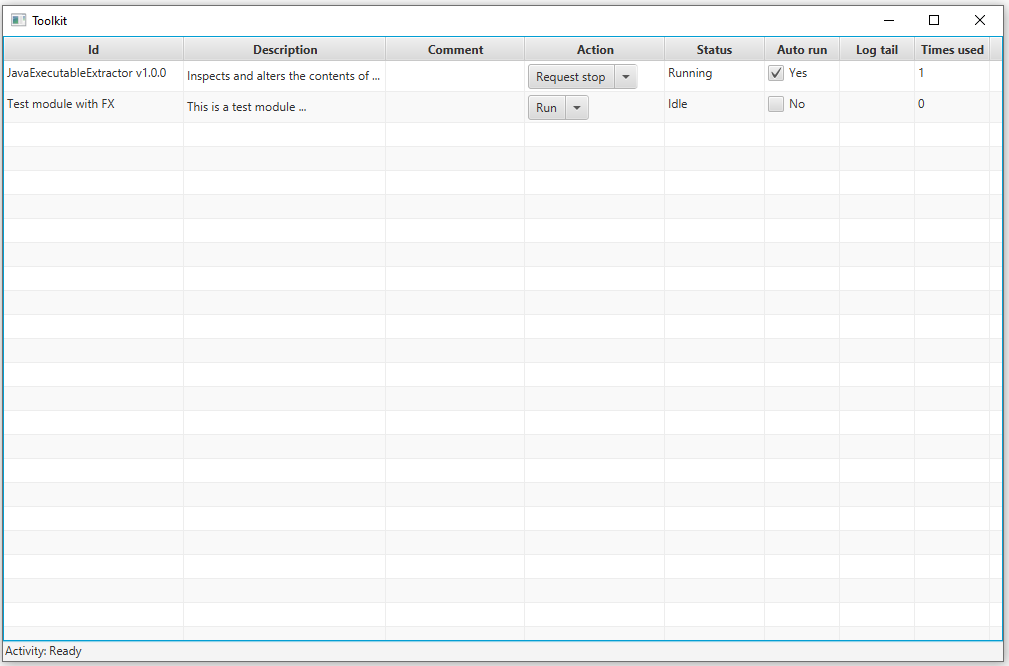 Toolkit
Id Description Comment Action Status Auto run Log tail Times used
JavaExecutableExtractor v1.0.0 Inspects and alters the contents of ... Request stop Running Yes 1
Test module with FX This is a test module ... Run Idle No 0
Activity: Ready